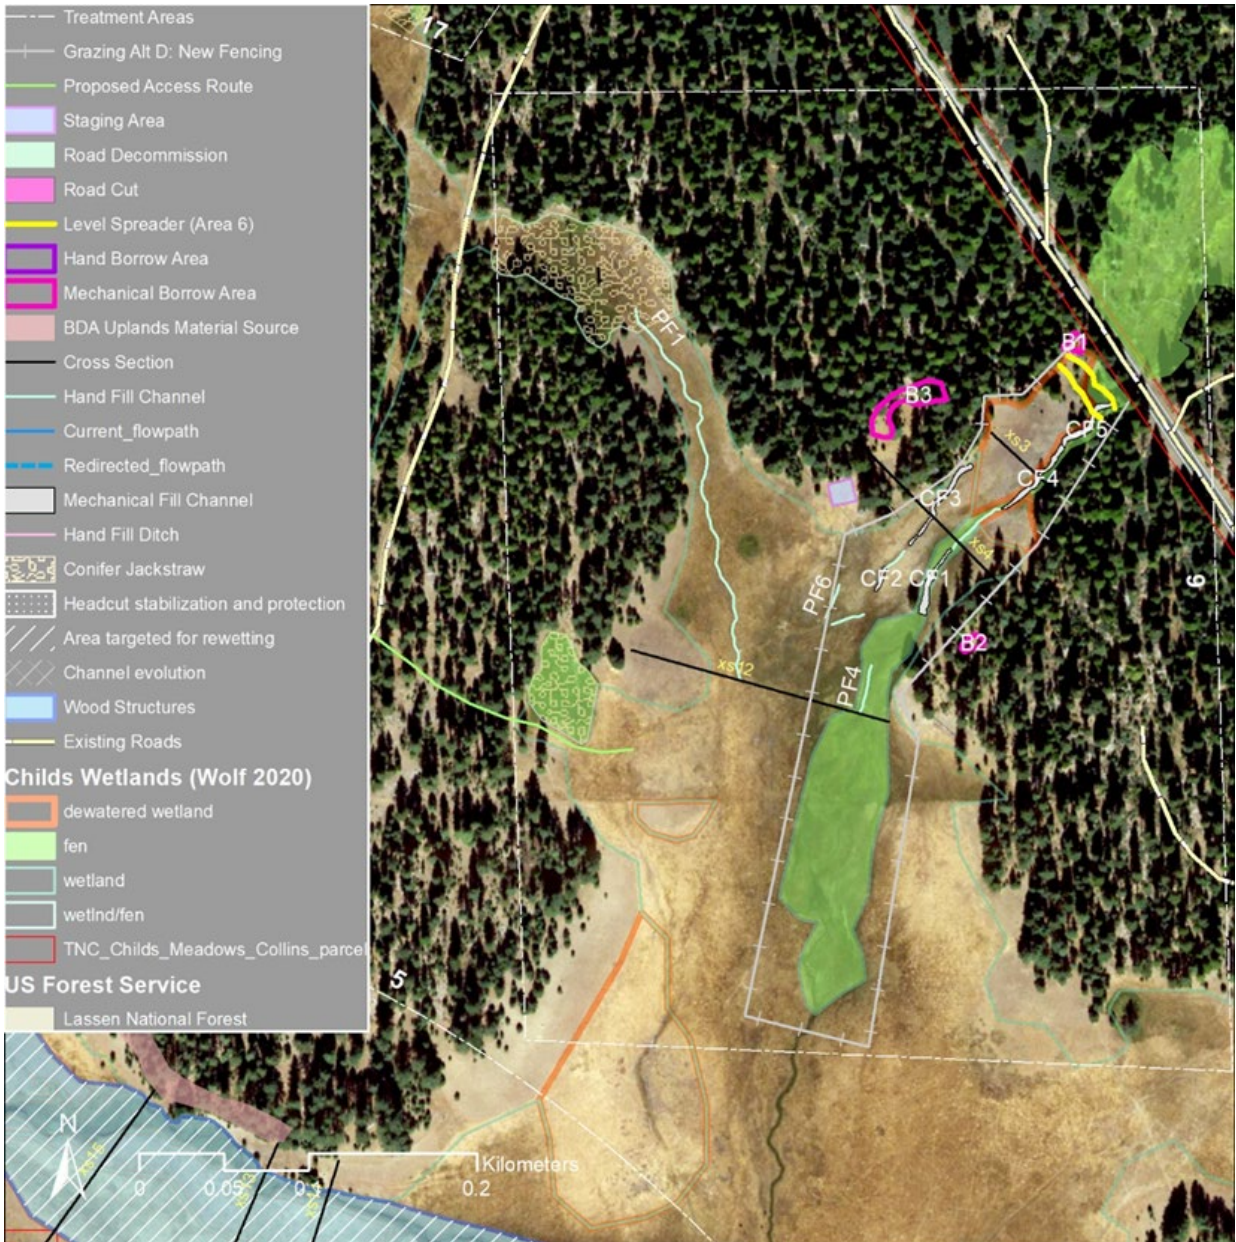 Treatment Areas
Grazing Alt D: New Fencing
Proposed Access Route
Staging Area
Road Decommission
Road Cut
Level Spreader (Area 6)
Hand Borrow Area
Mechanical Borrow Area
BDA Uplands Material Source
Cross Section
Hand Fill Channel
Current_flowpath
Redirected_flowpath
Mechanical Fill Channel
Hand Fill Ditch
Conifer Jackstraw
Headcut stabilization and protection
Area targeted for rewetting
Channel evolution
Wood Structures
Existing Roads
Childs Wetlands (Wolf 2020)
dewatered wetland
fen
wetland
wetlnd/fen
TNC_Childs_Meadows_Collins_parcel
US Forest Service
Lassen National Forest
17
PF1
B1
B3
CF5
xs3
CF4
CF3
xs4
CF2
CF1
PF6
6
B2
xs12
PF4
5
N
Kilometers
0
0.05
0.2